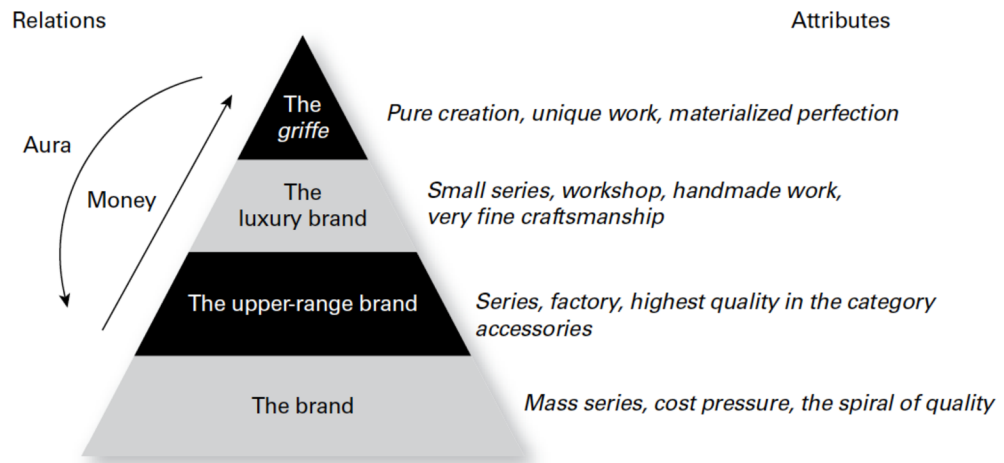 Relations
Attributes
Aura
Money
The
griffe
Pure creation, unique work, materialized perfection
The
luxury brand
Small series, workshop, handmade work,
very fine craftsmanship
The upper-range brand
Series, factory, highest quality in the category
accessories
The brand
Mass series, cost pressure, the spiral of quality